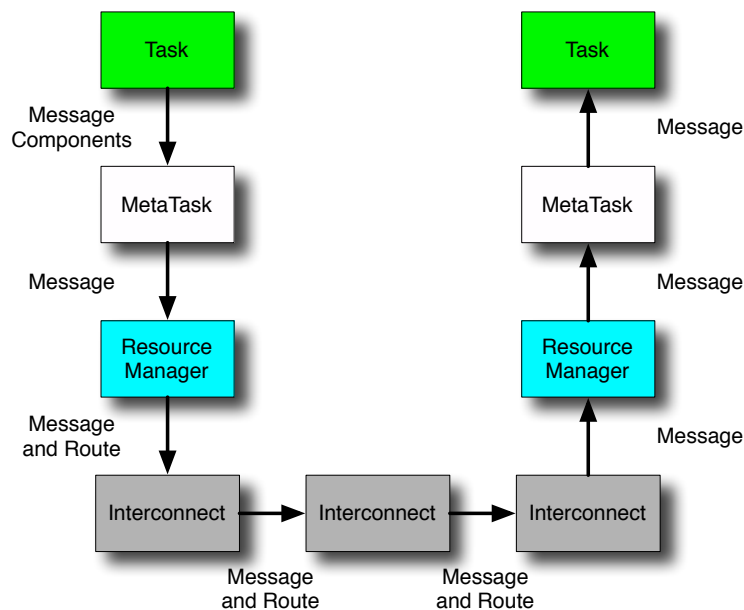 Task
Task
Message
Components
Message
MetaTask
MetaTask
Message
Message
Resource
Manager
Resource
Manager
Message
and Route
Message
Interconnect
Interconnect
Interconnect
Message
and Route
Message
and Route